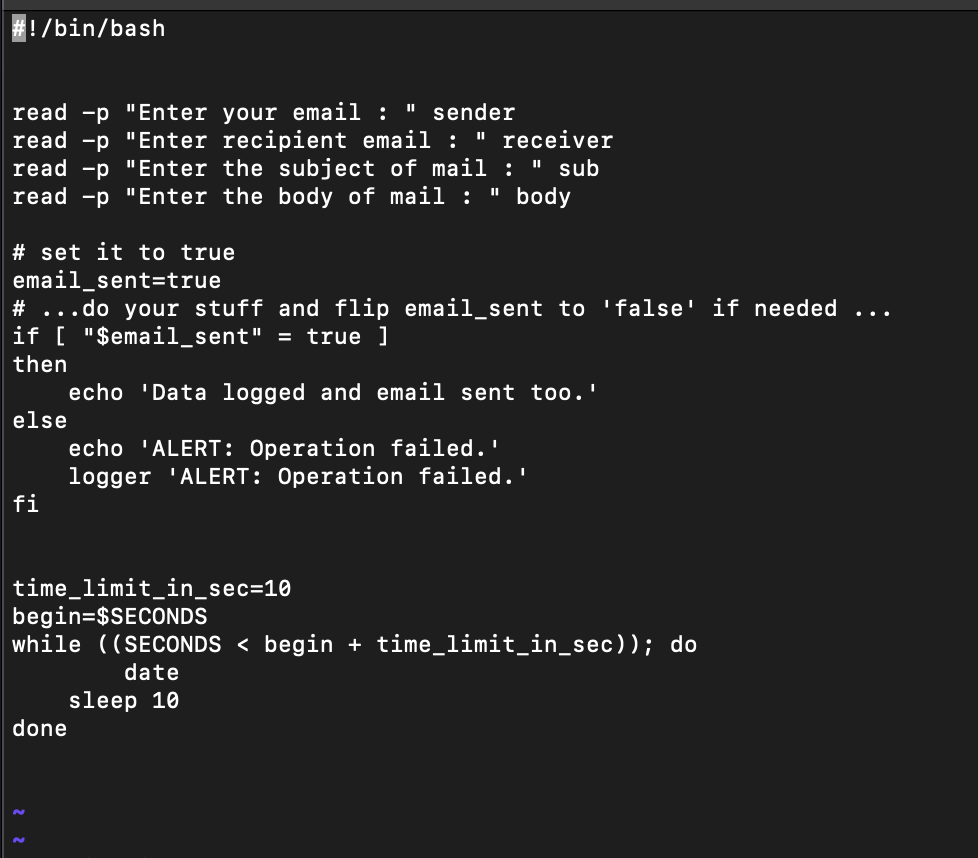 #!/bin/bash
read -p "Enter your email : " sender
read -p "Enter recipient email : " receiver
read -p "Enter the subject of mail : " sub
read -p "Enter the body of mail : " body
# set it to true
email_sent=true
# ...do your stuff and flip email_sent to 'false' if needed ...
if [ "$email_sent" = true ]
then
    echo 'Data logged and email sent too.'
else
    echo 'ALERT: Operation failed.'
    logger 'ALERT: Operation failed.'
fi
time_limit_in_sec=10
begin=$SECONDS
while ((SECONDS < begin + time_limit_in_sec)); do
        date
    sleep 10
done
~
~